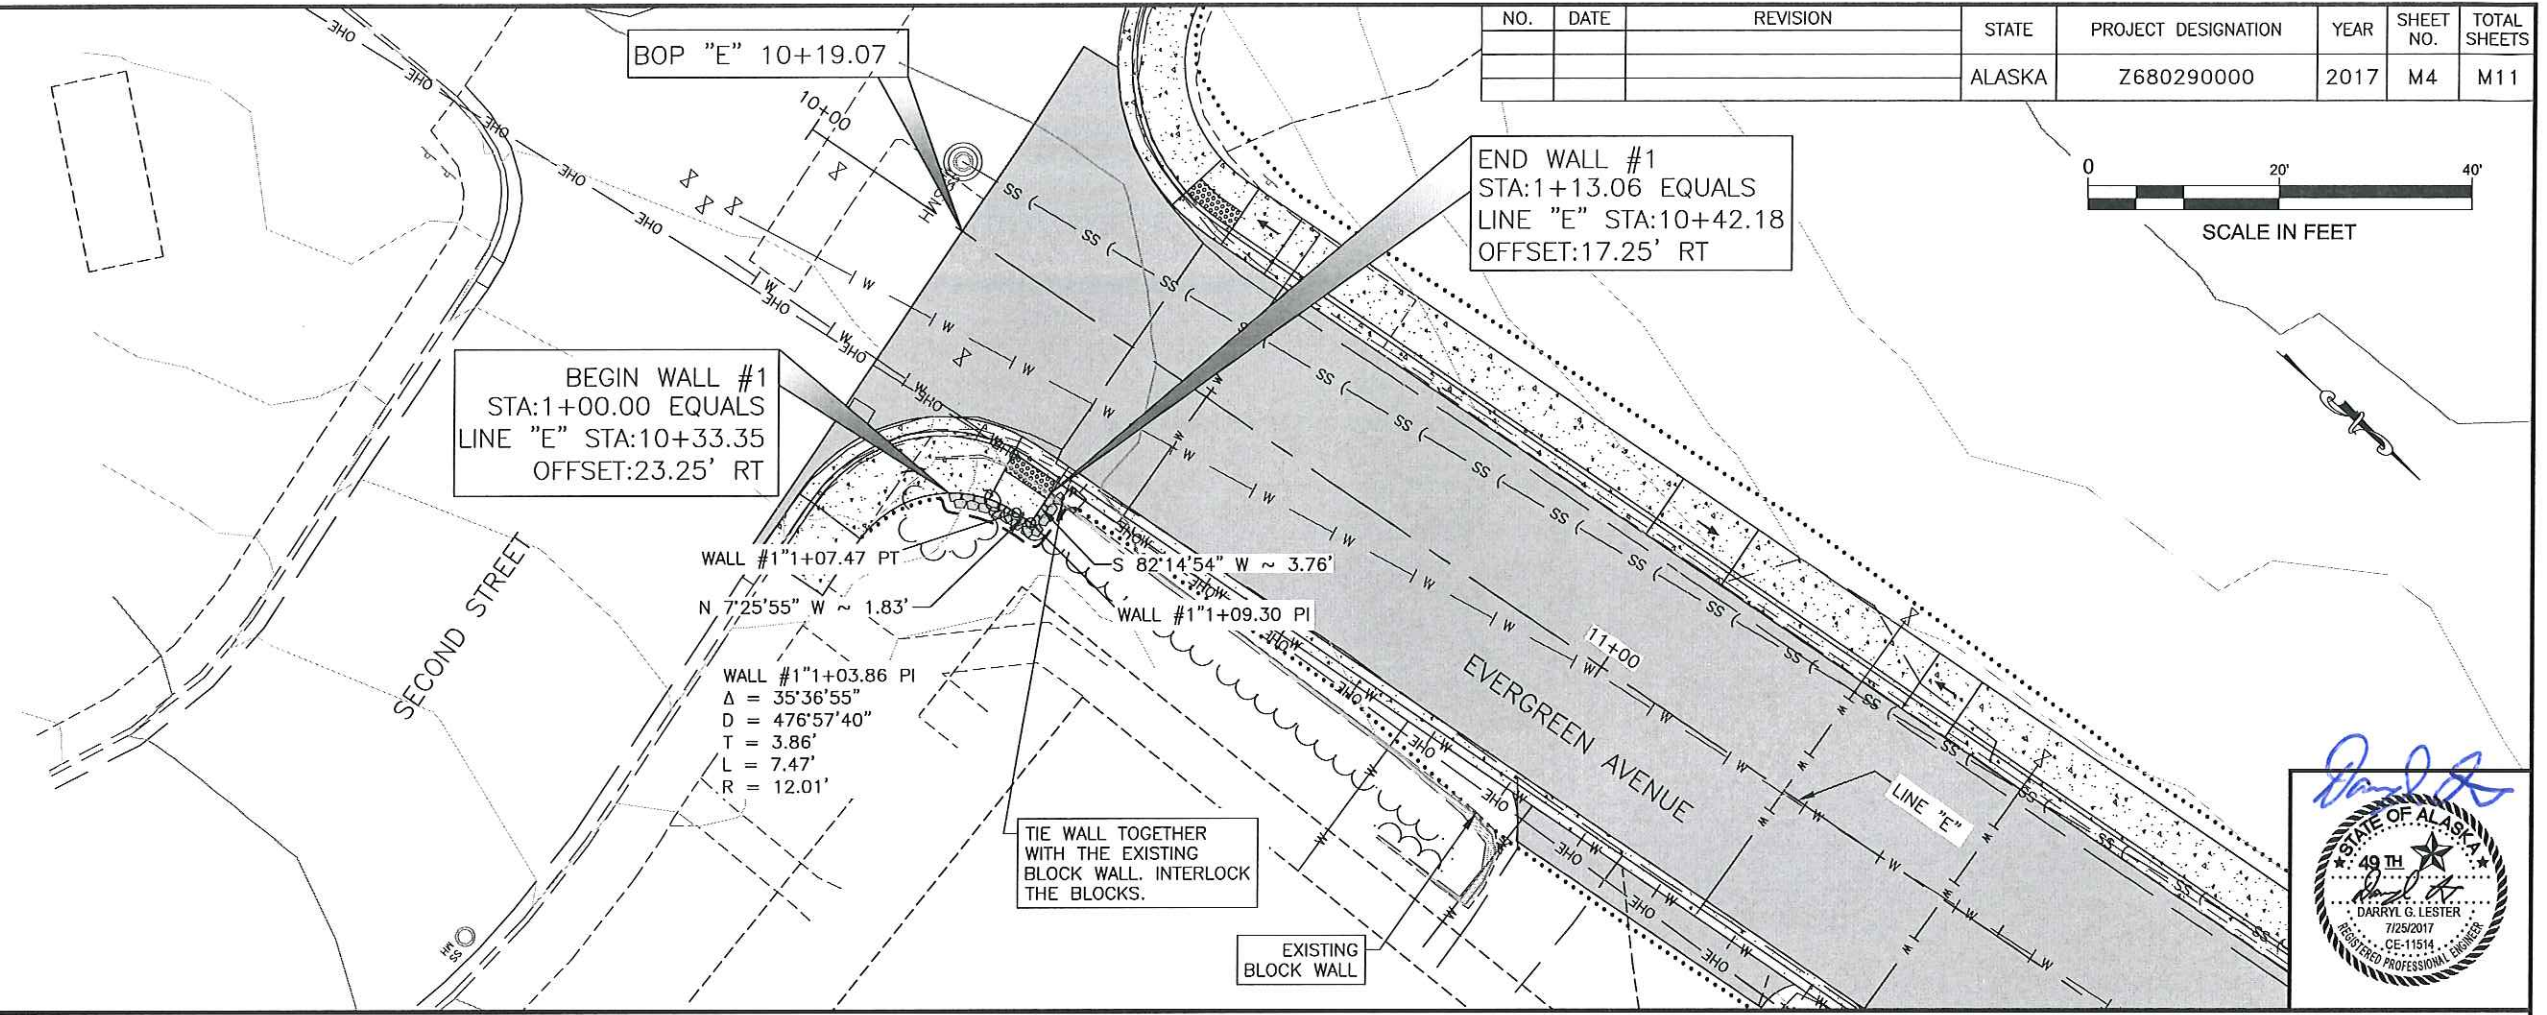 NO. DATE REVISION STATE PROJECT DESIGNATION YEAR SHEET NO. TOTAL SHEETS
ALASKA Z680290000 2017 M4 M11
BOP "E" 10+19.07
10+00
SSMH
END WALL #1
STA:1+13.06 EQUALS
LINE "E" STA:10+42.18
OFFSET:17.25' RT
0 20' 40'
SCALE IN FEET
BEGIN WALL #1
STA:1+00.00 EQUALS
LINE "E" STA:10+33.35
OFFSET:23.25' RT
WALL #1"1+07.47 PT
S 82°14'54" W ~ 3.76'
N 7°25'55" W ~ 1.83'
WALL #1"1+09.30 PI
SECOND STREET
WALL #1"1+03.86 PI
Δ = 35°36'55"
D = 476°57'40"
T = 3.86'
L = 7.47'
R = 12.01'
11+00
EVERGREEN AVENUE
LINE "E"
TIE WALL TOGETHER
WITH THE EXISTING
BLOCK WALL. INTERLOCK
THE BLOCKS.
EXISTING
BLOCK WALL
SSMH
OHE
W
SS
STATE OF ALASKA
49 TH
DARRYL G. LESTER
7/25/2017
CE-11514
REGISTERED PROFESSIONAL ENGINEER